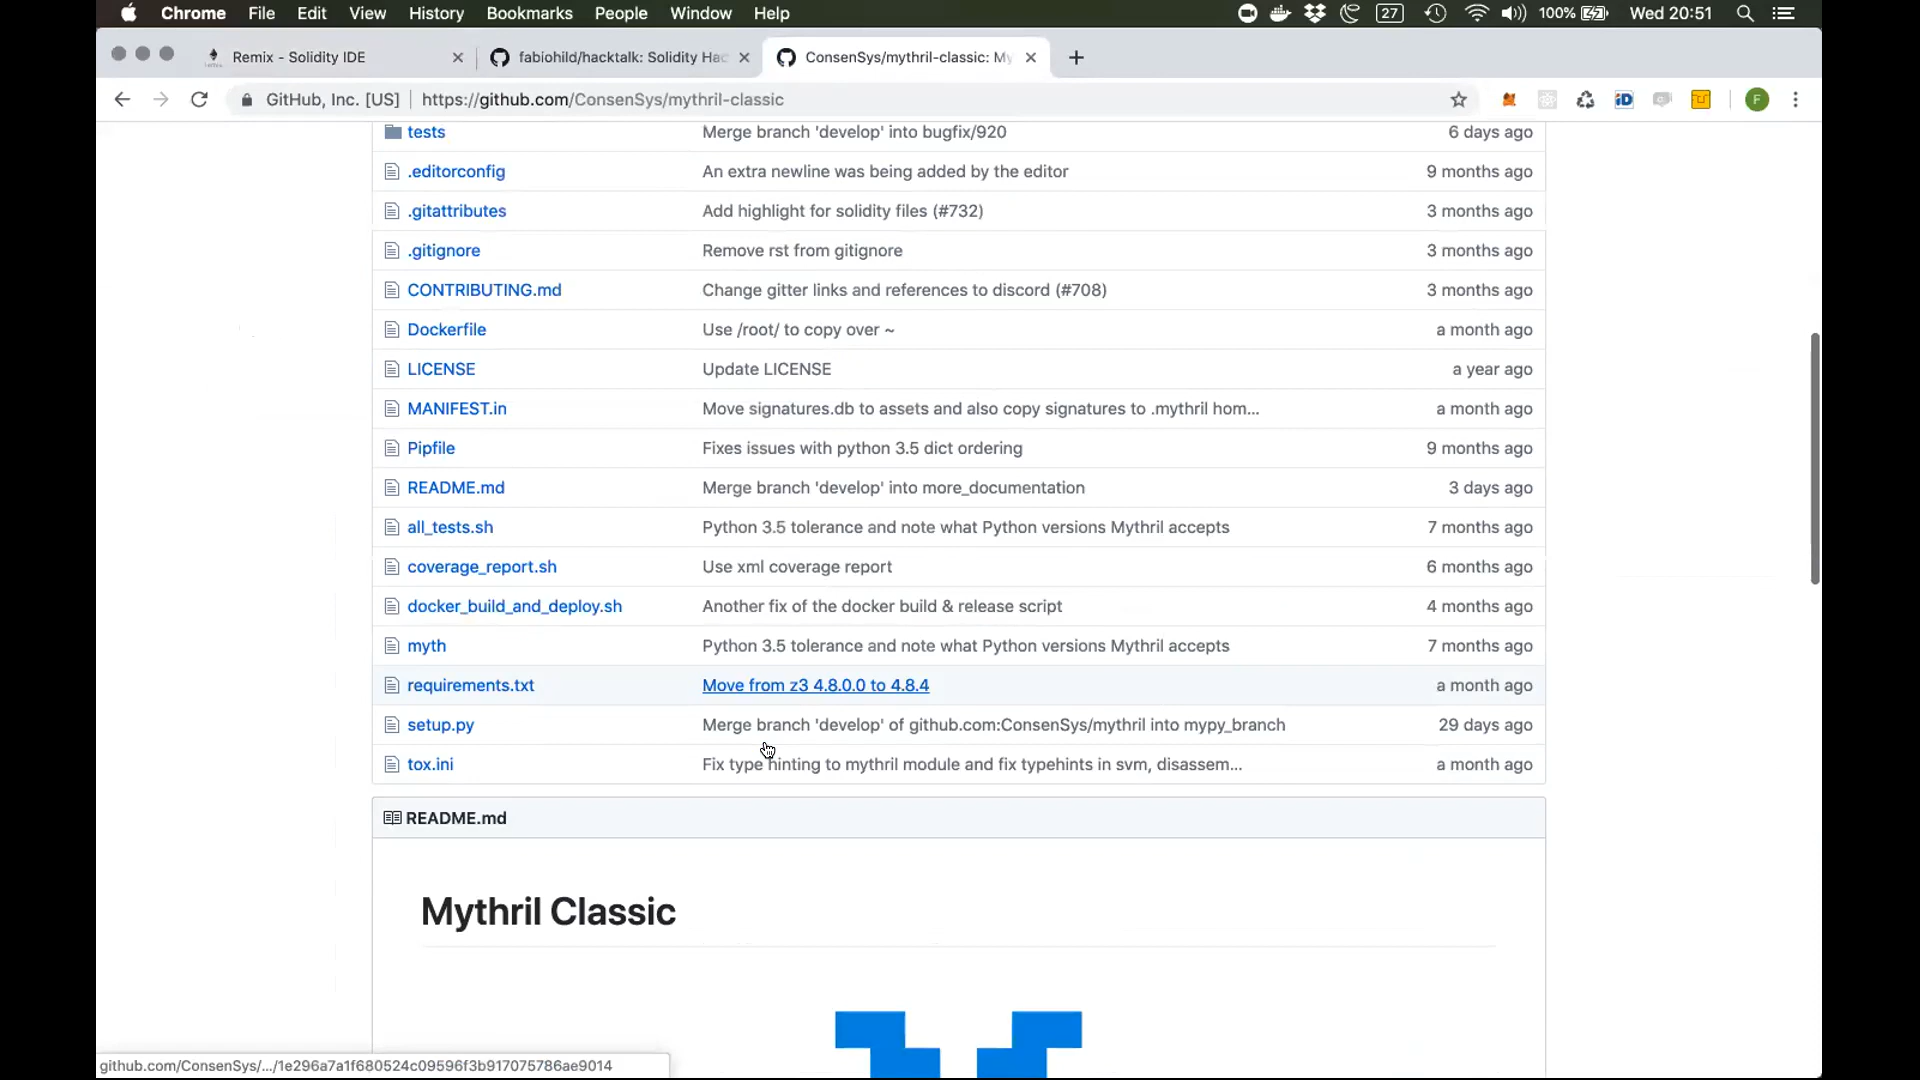 Chrome File Edit View History Bookmarks People Window Help 27 100% Wed 20:51
Remix - Solidity IDE fabiohild/hacktalk: Solidity Hac ConsenSys/mythril-classic: My
GitHub, Inc. [US] https://github.com/ConsenSys/mythril-classic iD F
tests Merge branch 'develop' into bugfix/920 6 days ago
.editorconfig An extra newline was being added by the editor 9 months ago
.gitattributes Add highlight for solidity files (#732) 3 months ago
.gitignore Remove rst from gitignore 3 months ago
CONTRIBUTING.md Change gitter links and references to discord (#708) 3 months ago
Dockerfile Use /root/ to copy over ~ a month ago
LICENSE Update LICENSE a year ago
MANIFEST.in Move signatures.db to assets and also copy signatures to .mythril hom... a month ago
Pipfile Fixes issues with python 3.5 dict ordering 9 months ago
README.md Merge branch 'develop' into more_documentation 3 days ago
all_tests.sh Python 3.5 tolerance and note what Python versions Mythril accepts 7 months ago
coverage_report.sh Use xml coverage report 6 months ago
docker_build_and_deploy.sh Another fix of the docker build & release script 4 months ago
myth Python 3.5 tolerance and note what Python versions Mythril accepts 7 months ago
requirements.txt Move from z3 4.8.0.0 to 4.8.4 a month ago
setup.py Merge branch 'develop' of github.com:ConsenSys/mythril into mypy_branch 29 days ago
tox.ini Fix type hinting to mythril module and fix typehints in svm, disassem... a month ago
README.md
Mythril Classic
github.com/ConsenSys/.../1e296a7a1f680524c09596f3b917075786ae9014